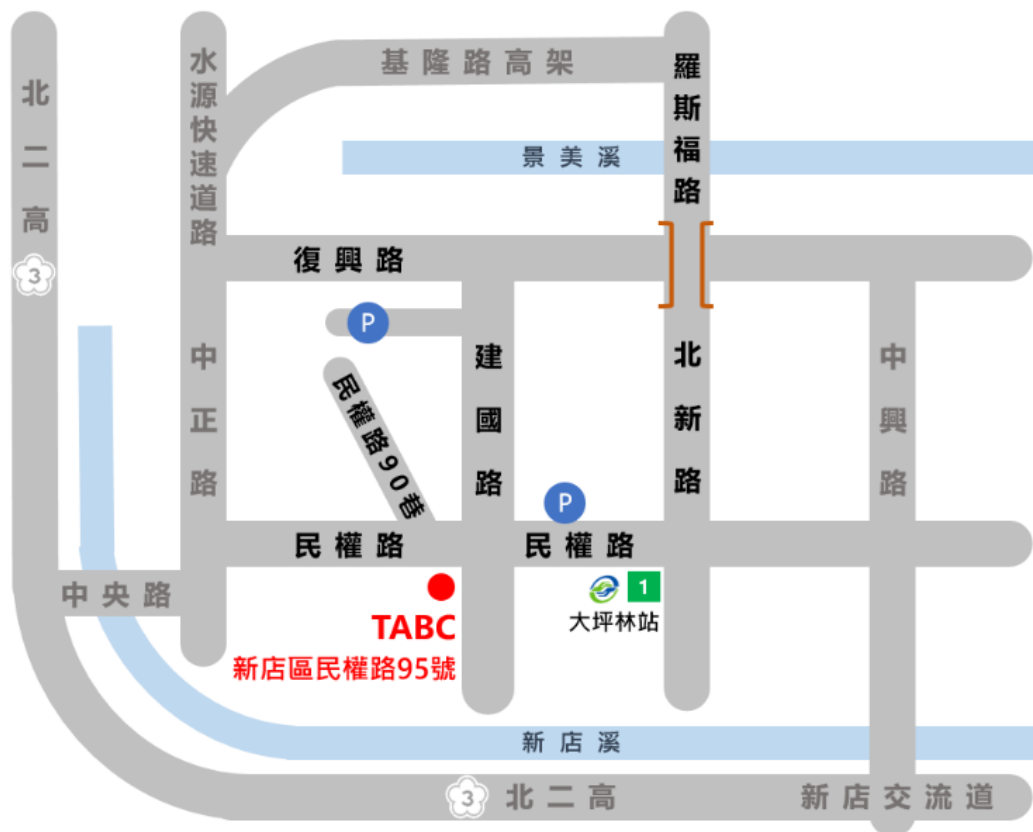 基隆路高架
羅斯福路
水源快速道路
北二高
3
景美溪
復興路
P
中正路
民權路90巷
建國路
北新路
中興路
P
民權路
民權路
中央路
1
大坪林站
TABC
新店區民權路95號
新店溪
3
北二高
新店交流道